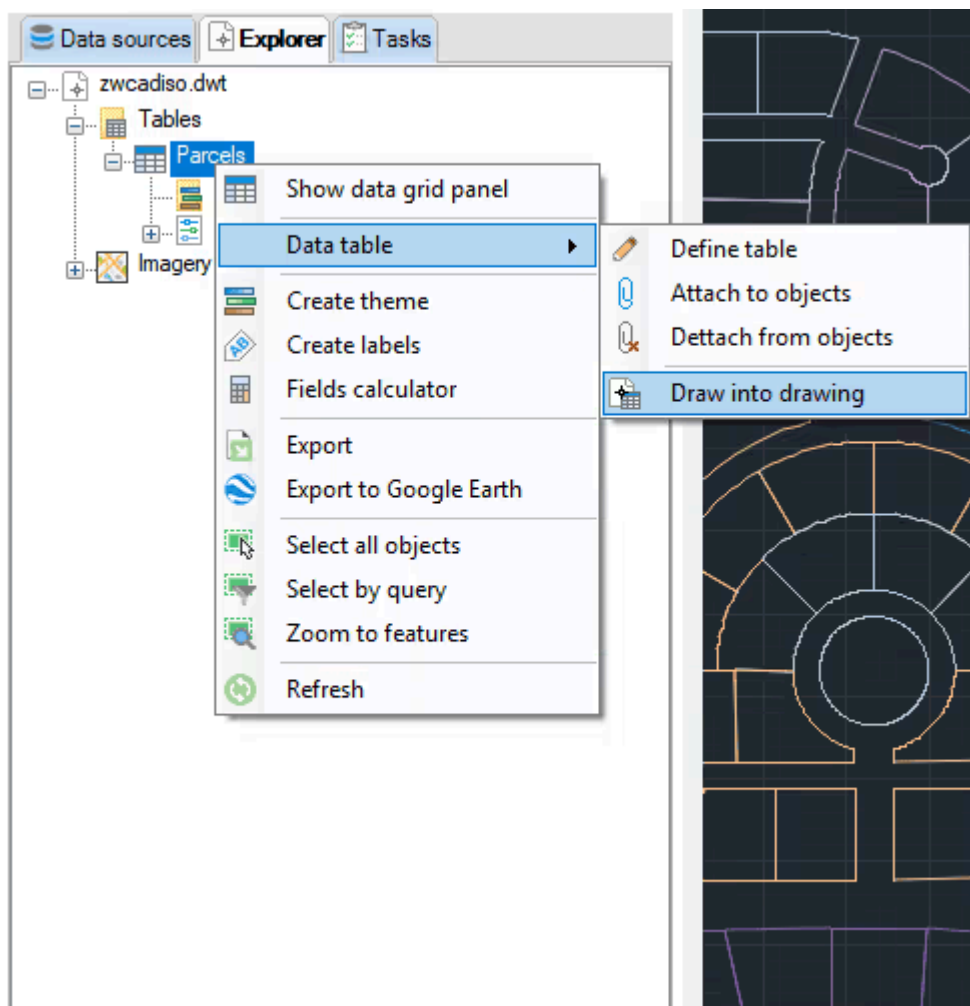 Data sources Explorer Tasks
zwcadiso.dwt
Tables
Parcels
Imagery
Show data grid panel
Data table
Create theme
Create labels
Fields calculator
Export
Export to Google Earth
Select all objects
Select by query
Zoom to features
Refresh
Define table
Attach to objects
Dettach from objects
Draw into drawing